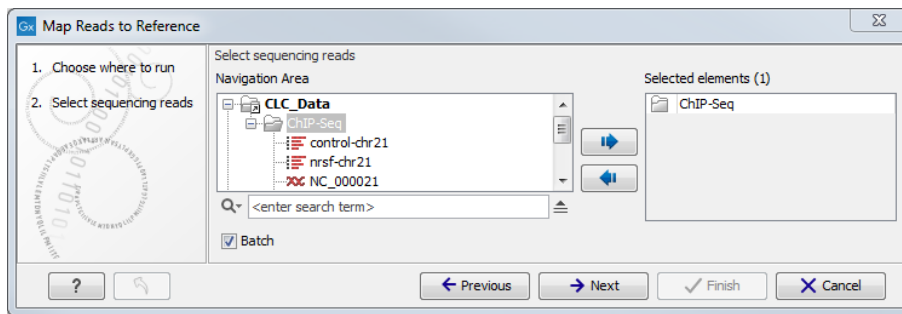 Gx Map Reads to Reference
1. Choose where to run
2. Select sequencing reads
Select sequencing reads
Navigation Area
CLC_Data
ChIP-Seq
control-chr21
nrsf-chr21
NC_000021
<enter search term>
Batch
Selected elements (1)
ChIP-Seq
?
Previous
Next
Finish
Cancel